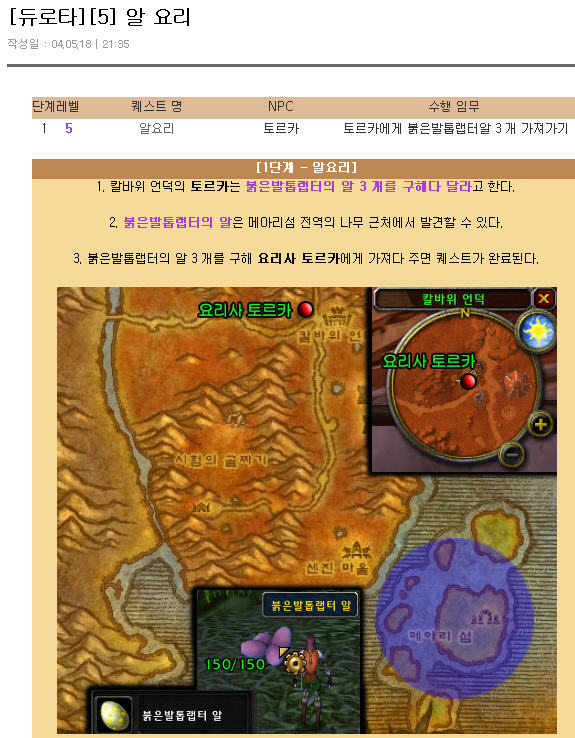 [듀로타][5] 알 요리
작성일 : 04.05.18 | 21:35
단계레벨 퀘스트 명 NPC 수행 임무
1 5 알요리 토르카 토르카에게 붉은발톱랩터알 3 개 가져가기
[1단계 - 알요리]
1. 칼바위 언덕의 토르카는 붉은발톱랩터의 알 3 개를 구해다 달라고 한다.
2. 붉은발톱랩터의 알은 메아리섬 전역의 나무 근처에서 발견할 수 있다.
3. 붉은발톱랩터의 알 3 개를 구해 요리사 토르카에게 가져다 주면 퀘스트가 완료된다.
칼바위 언덕
N
요리사 토르카
칼바위 언
요리사 토르카
시험의 골짜기
센진 마을
붉은발톱랩터 알
메아리 섬
150/150
붉은발톱랩터 알